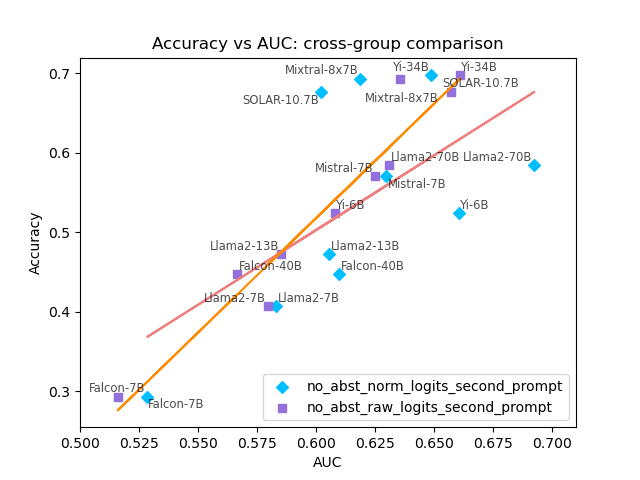 Accuracy vs AUC: cross-group comparison
0.7
0.6
0.5
0.4
0.3
Accuracy
Mixtral-8x7B
Yi-34B
Yi-34B
SOLAR-10.7B
SOLAR-10.7B
Mixtral-8x7B
Llama2-70B
Llama2-70B
Mistral-7B
Mistral-7B
Yi-6B
Yi-6B
Llama2-13B
Llama2-13B
Falcon-40B
Falcon-40B
Llama2-7B
Llama2-7B
Falcon-7B
Falcon-7B
no_abst_norm_logits_second_prompt
no_abst_raw_logits_second_prompt
0.500 0.525 0.550 0.575 0.600 0.625 0.650 0.675 0.700
AUC